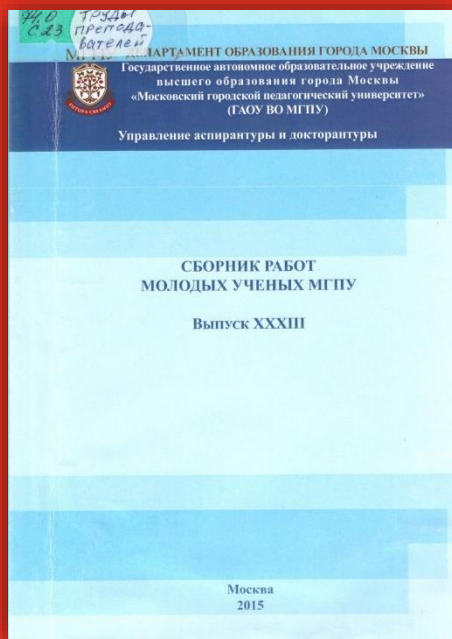 74.0 ТРУДЫ
С23 препода-
вателей
ДЕПАРТАМЕНТ ОБРАЗОВАНИЯ ГОРОДА МОСКВЫ
Государственное автономное образовательное учреждение
высшего образования города Москвы
«Московский городской педагогический университет»
(ГАОУ ВО МГПУ)
Управление аспирантуры и докторантуры
СБОРНИК РАБОТ
МОЛОДЫХ УЧЕНЫХ МГПУ
Выпуск XXXIII
Москва
2015